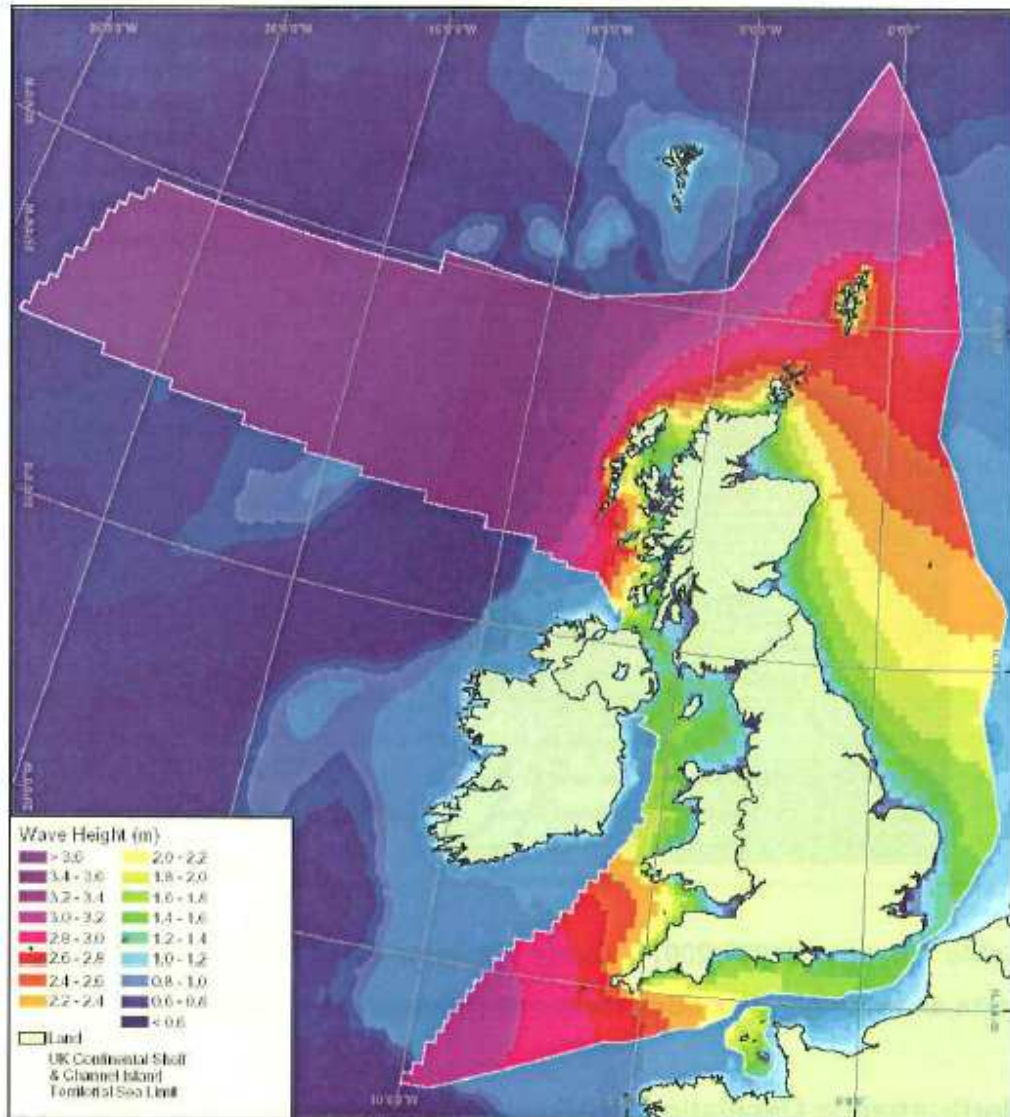 Wave Height (m)
> 3.6
3.4 - 3.6
3.2 - 3.4
3.0 - 3.2
2.8 - 3.0
2.6 - 2.8
2.4 - 2.6
2.2 - 2.4
2.0 - 2.2
1.8 - 2.0
1.6 - 1.8
1.4 - 1.6
1.2 - 1.4
1.0 - 1.2
0.8 - 1.0
0.6 - 0.8
< 0.6
Land
UK Continental Shelf
& Channel Island
Territorial Sea Limit